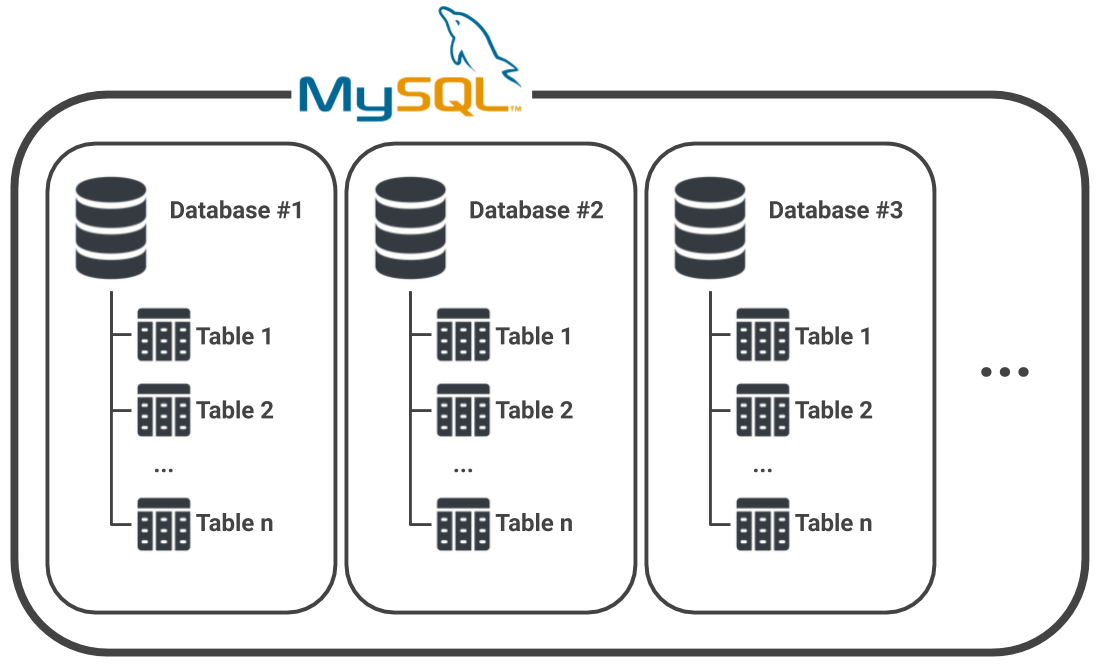 MySQL™
Database #1
Table 1
Table 2
...
Table n
Database #2
Table 1
Table 2
...
Table n
Database #3
Table 1
Table 2
...
Table n
...